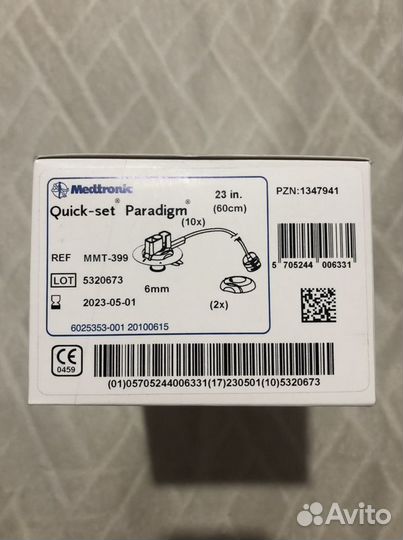 Medtronic
Quick-set® Paradigm®
23 in.
(60cm)
(10x)
PZN:1347941
REF MMT-399
LOT 5320673
2023-05-01
6mm
(2x)
5 705244 006331
6025353-001 20100615
CE
0459
(01)05705244006331(17)230501(10)5320673
Avito